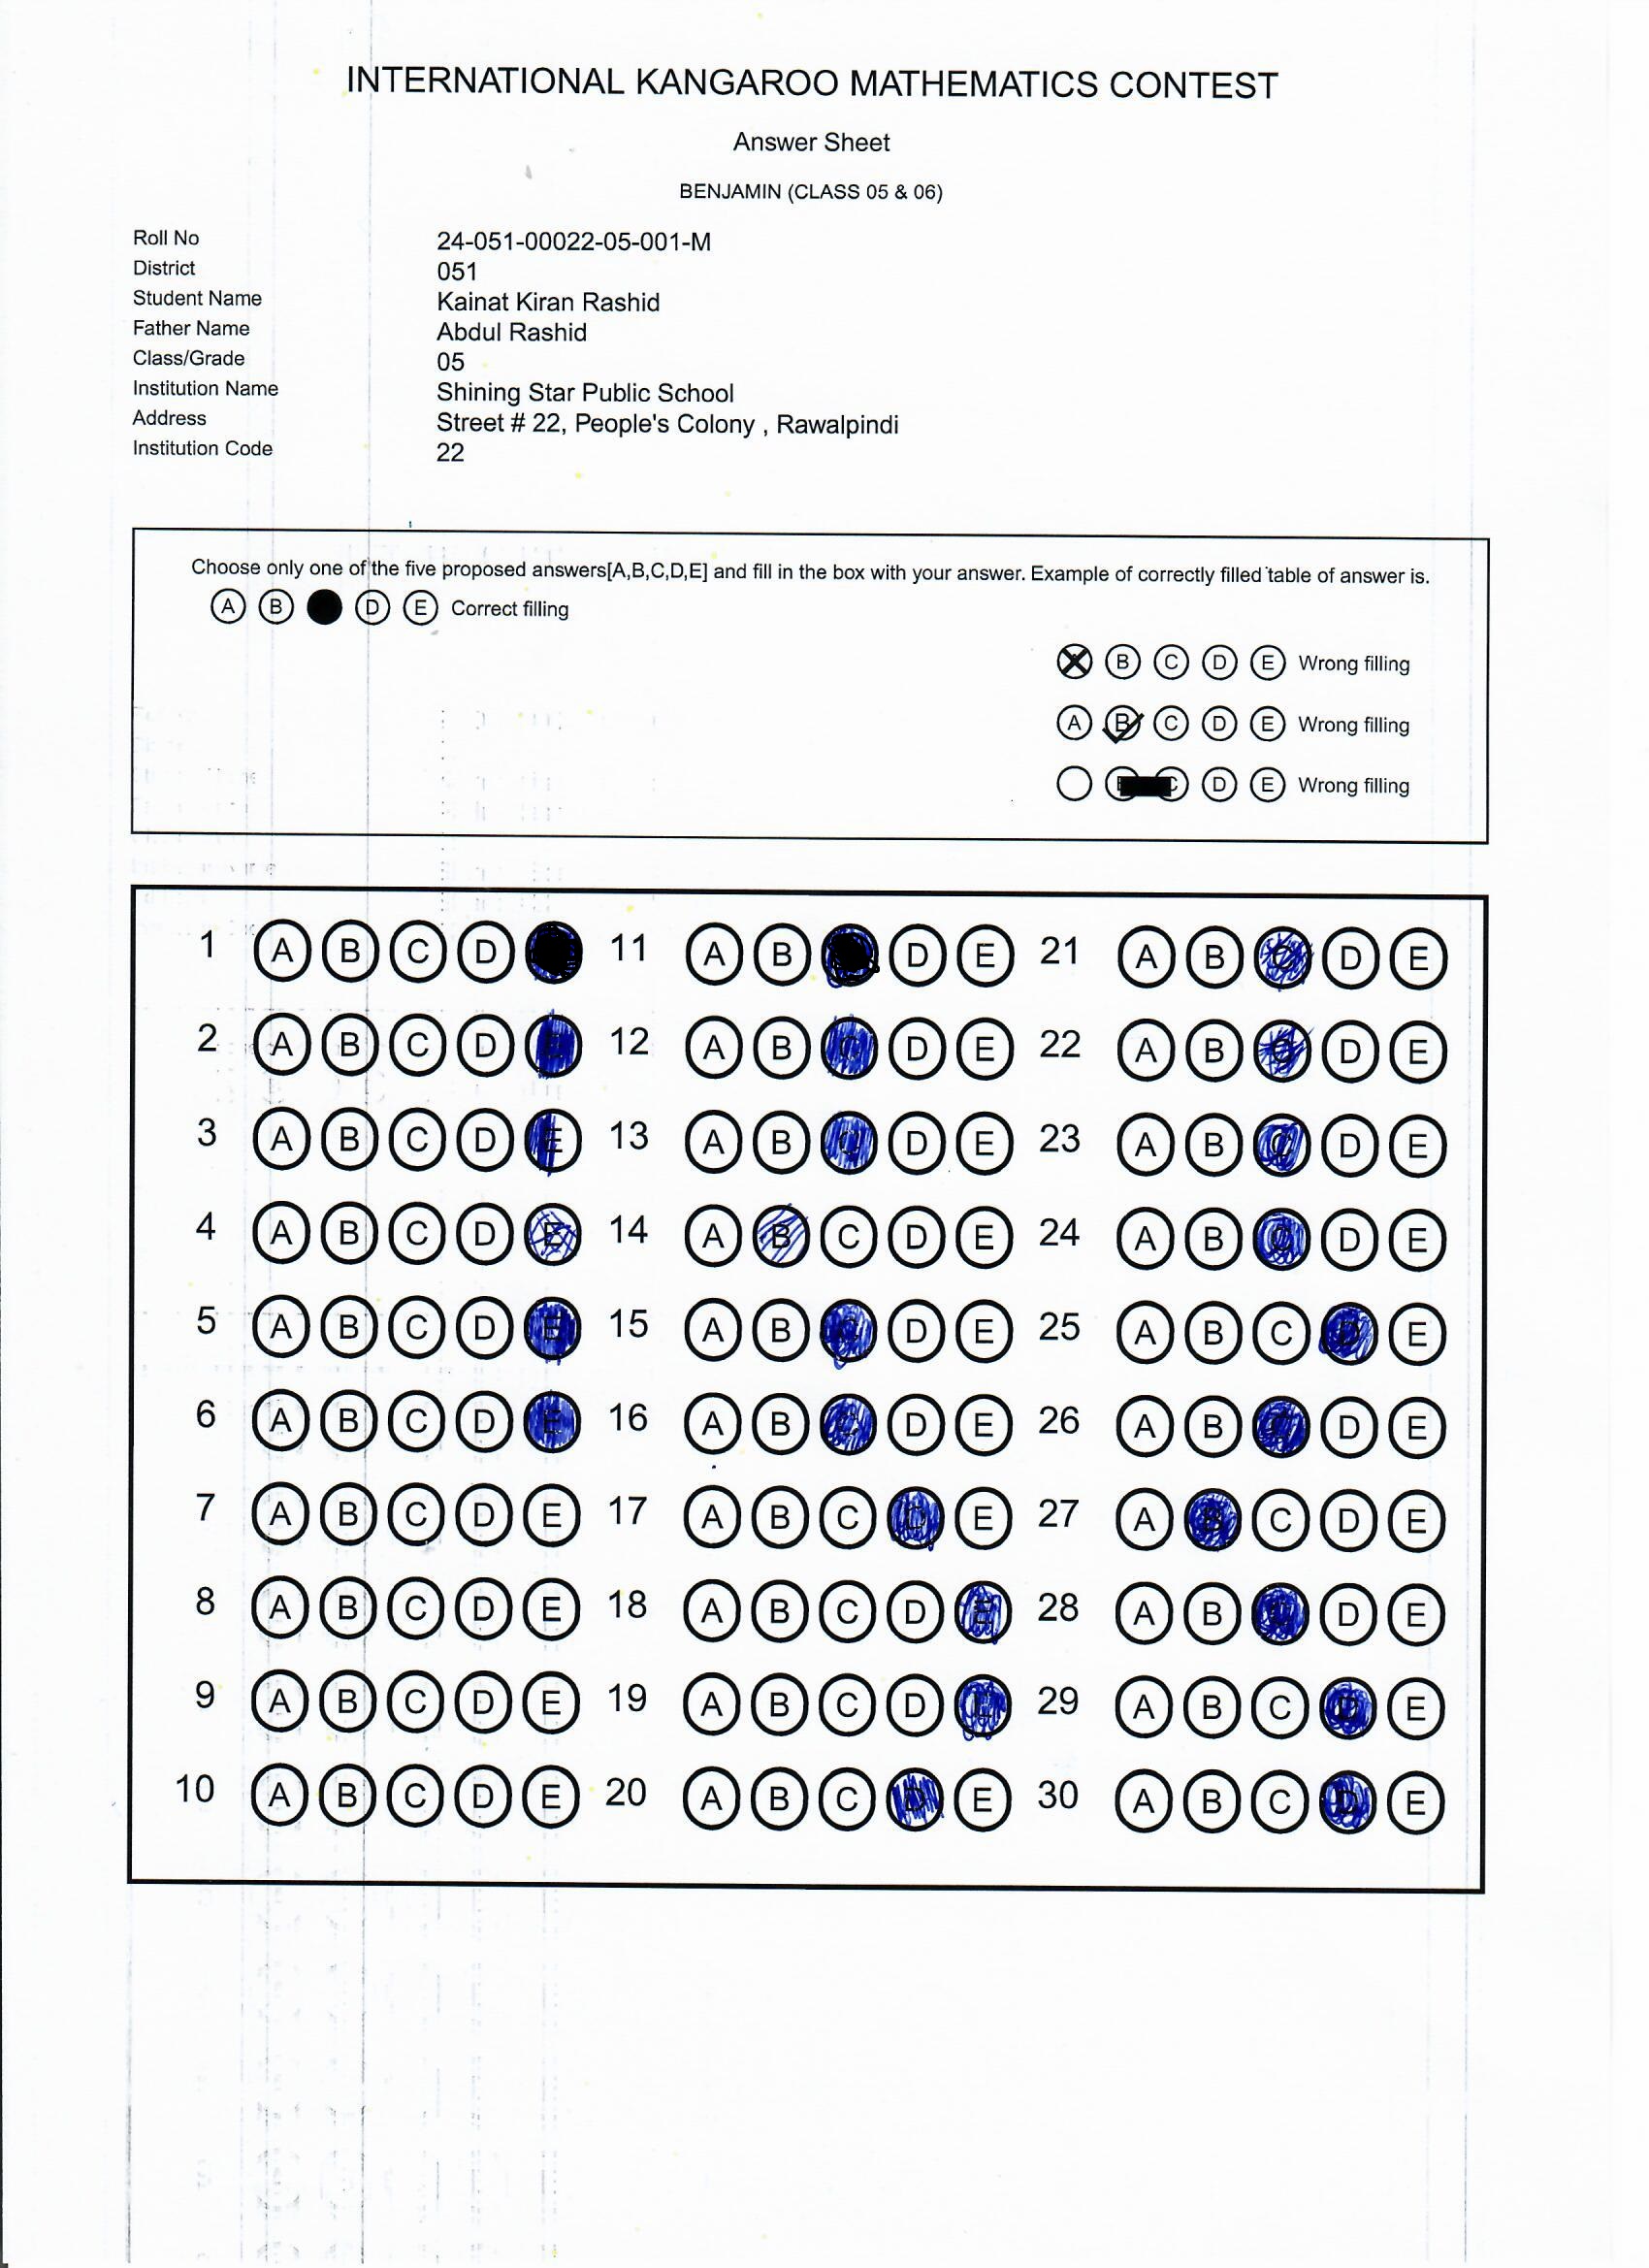 INTERNATIONAL KANGAROO MATHEMATICS CONTEST
Answer Sheet
BENJAMIN (CLASS 05 & 06)
Roll No 24-051-00022-05-001-M
District 051
Student Name Kainat Kiran Rashid
Father Name Abdul Rashid
Class/Grade 05
Institution Name Shining Star Public School
Address Street # 22, People's Colony , Rawalpindi
Institution Code 22
Choose only one of the five proposed answers[A,B,C,D,E] and fill in the box with your answer. Example of correctly filled table of answer is.
A B D E Correct filling
B C D E Wrong filling
A B C D E Wrong filling
D E Wrong filling
1 A B C D 11 A B D E 21 A B C D E
2 A B C D E 12 A B C D E 22 A B C D E
3 A B C D E 13 A B C D E 23 A B C D E
4 A B C D E 14 A B C D E 24 A B C D E
5 A B C D E 15 A B C D E 25 A B C D E
6 A B C D E 16 A B C D E 26 A B C D E
7 A B C D E 17 A B C D E 27 A B C D E
8 A B C D E 18 A B C D E 28 A B C D E
9 A B C D E 19 A B C D E 29 A B C D E
10 A B C D E 20 A B C D E 30 A B C D E